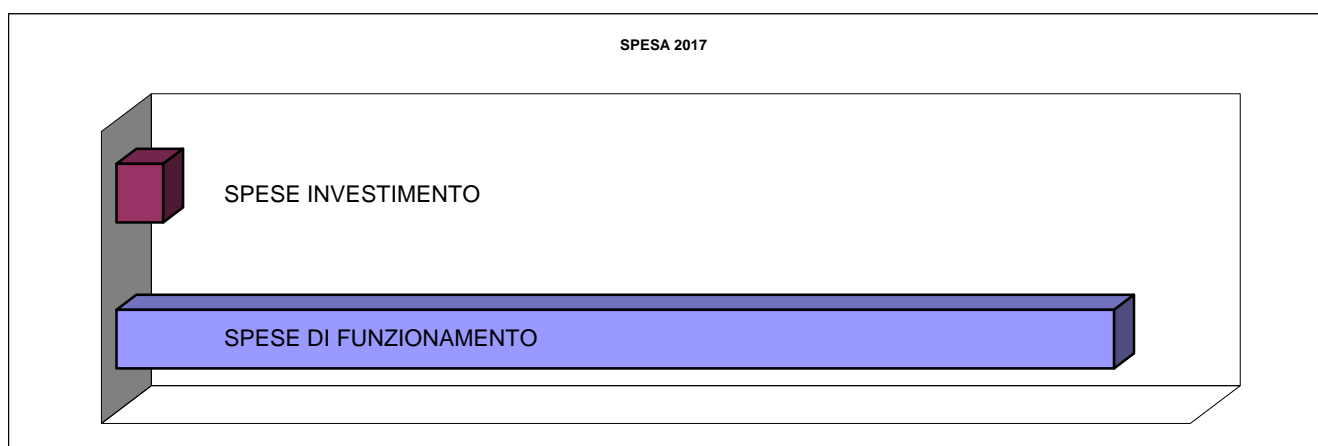 SPESA 2017
SPESE INVESTIMENTO
SPESE DI FUNZIONAMENTO